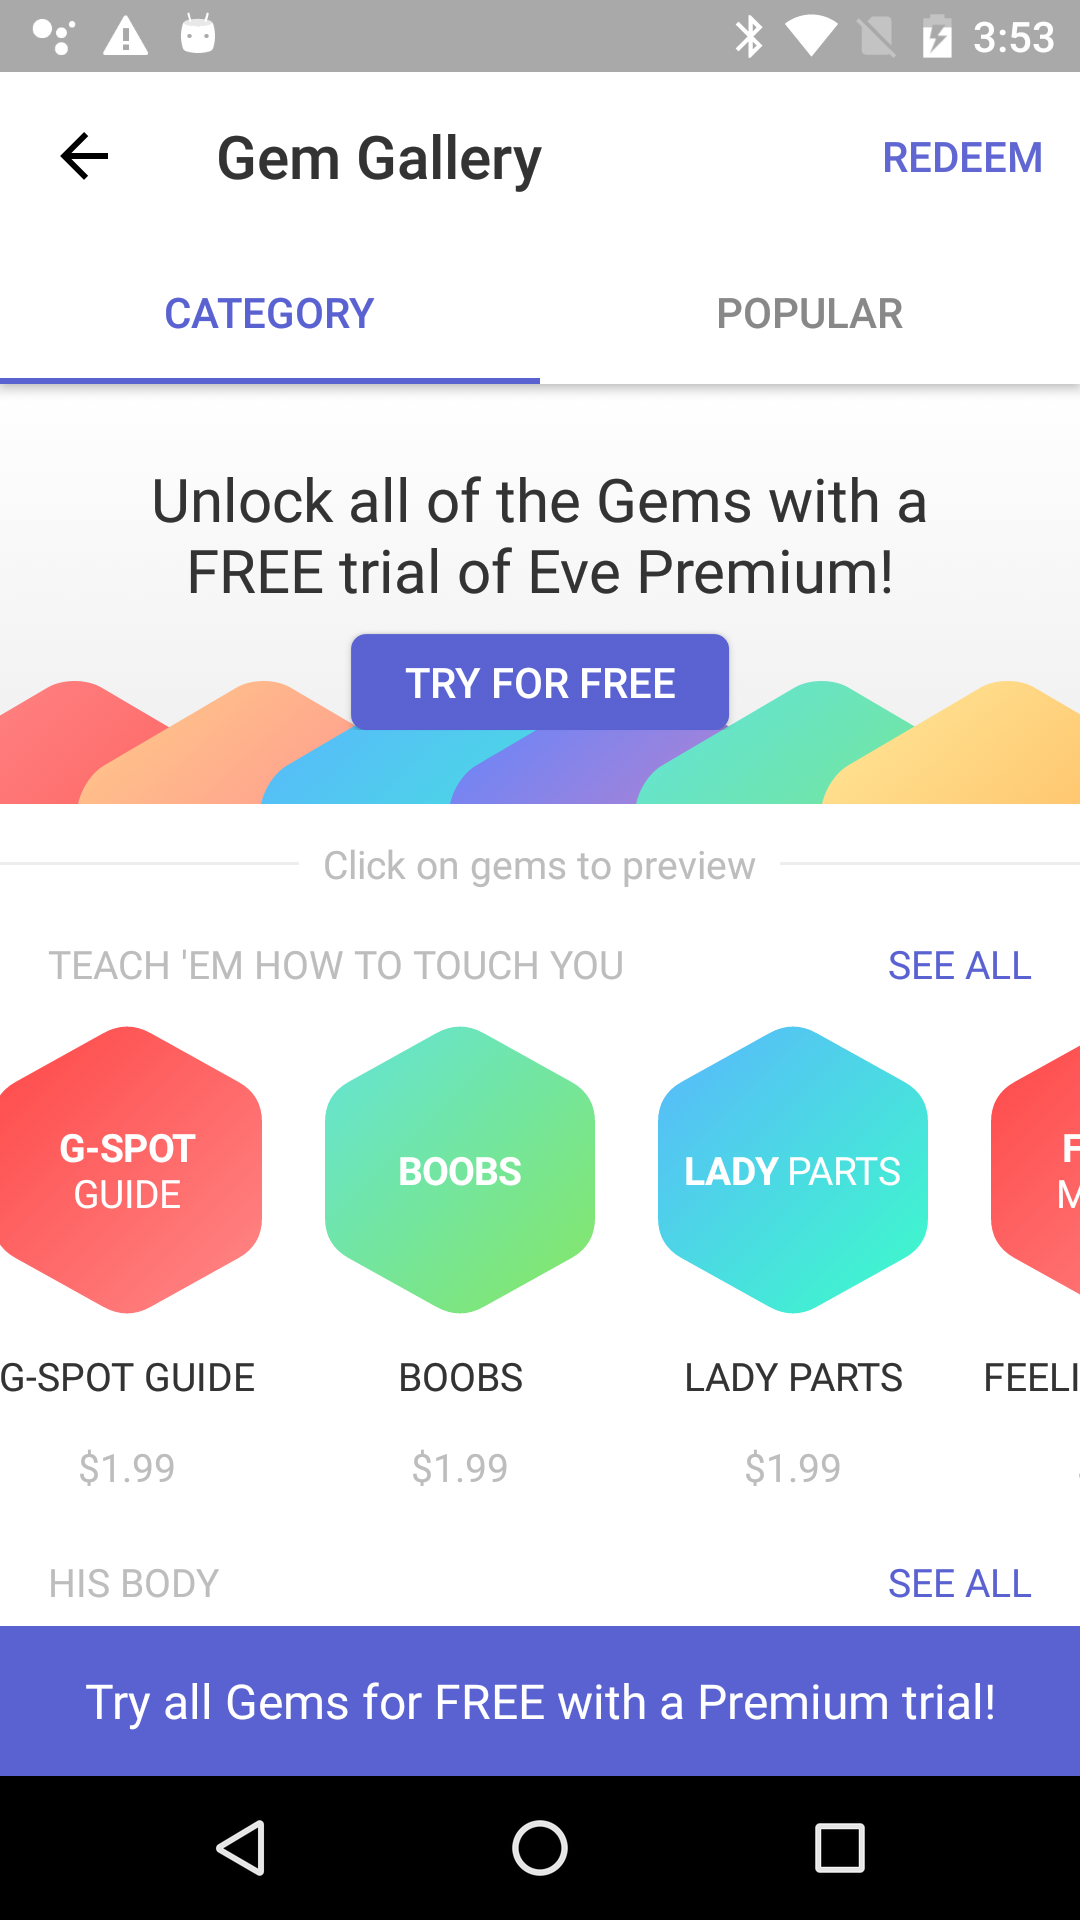 3:53
Gem Gallery
REDEEM
CATEGORY
POPULAR
Unlock all of the Gems with a
FREE trial of Eve Premium!
TRY FOR FREE
Click on gems to preview
TEACH 'EM HOW TO TOUCH YOU
SEE ALL
G-SPOT
GUIDE
BOOBS
LADY PARTS
G-SPOT GUIDE
BOOBS
LADY PARTS
FEELI
$1.99
$1.99
$1.99
HIS BODY
SEE ALL
Try all Gems for FREE with a Premium trial!